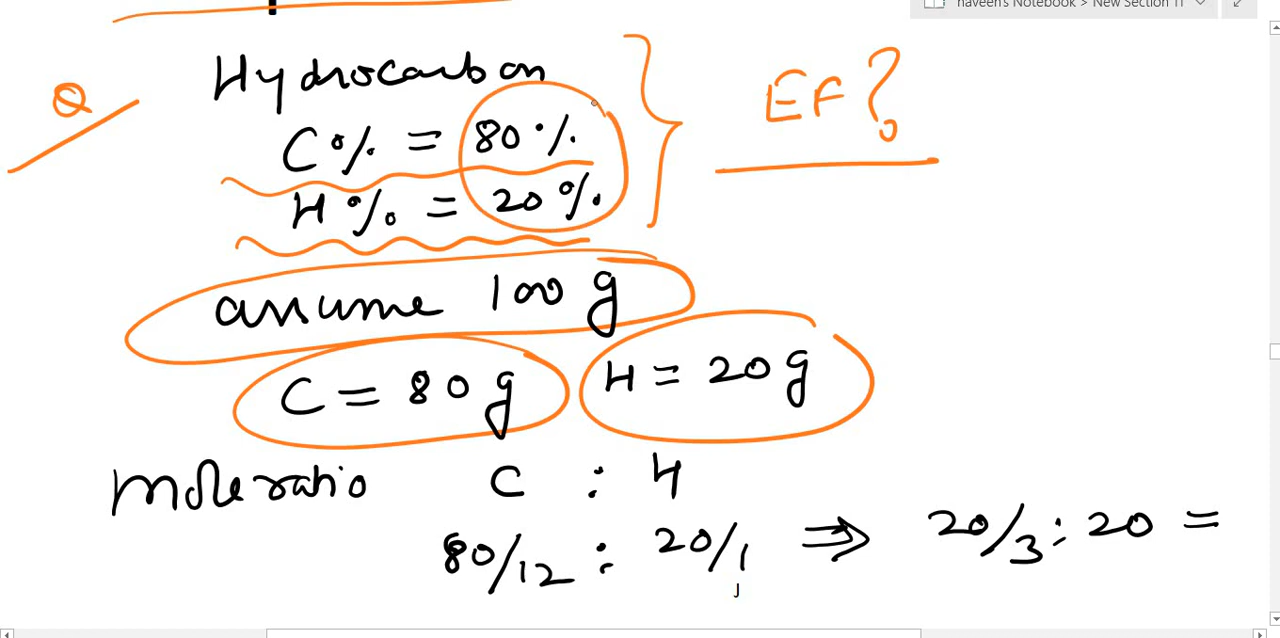 naveen's Notebook > New Section 11
Q
Hydrocarbon
C% = 80%
H% = 20%
EF?
assume 100 g
C = 80 g H = 20 g
mole ratio C : H
80/12 : 20/1 ⇒ 20/3 : 20 =